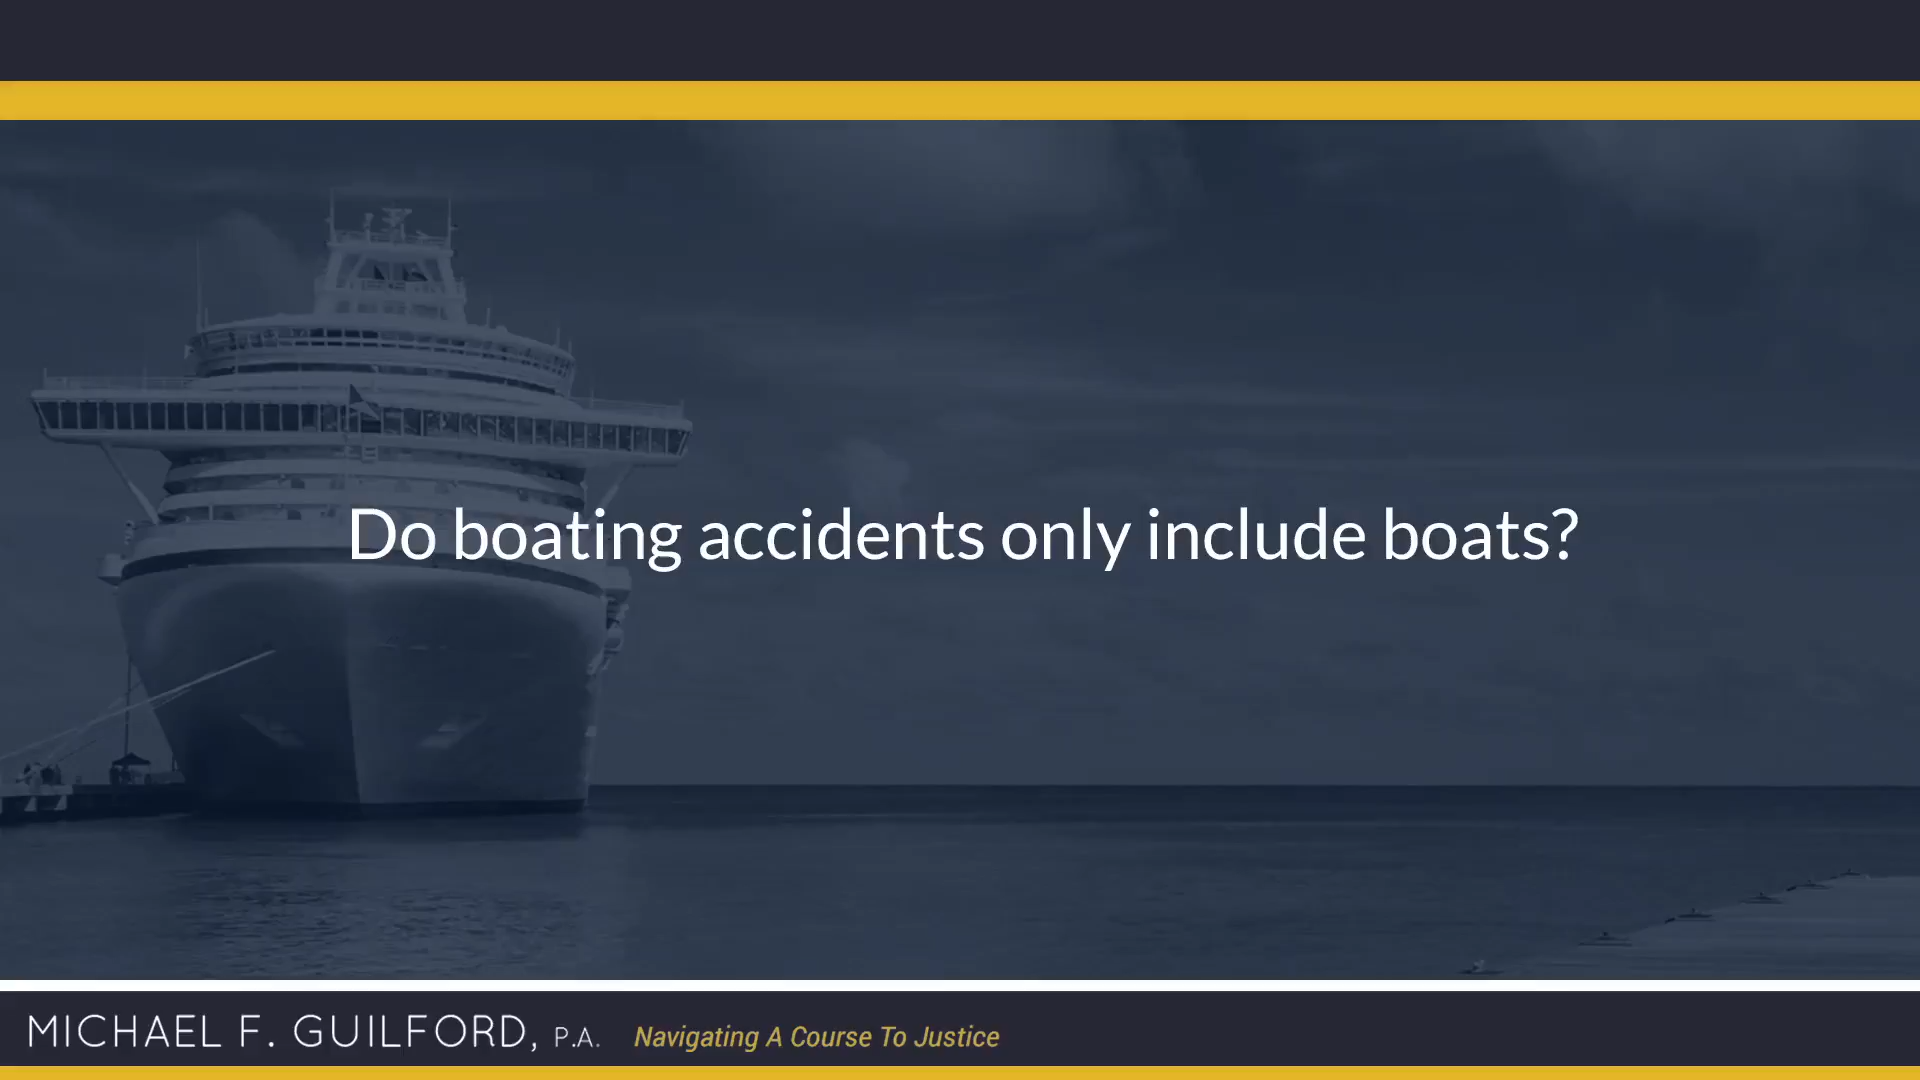 Do boating accidents only include boats?
MICHAEL F. GUILFORD, P.A. Navigating A Course To Justice